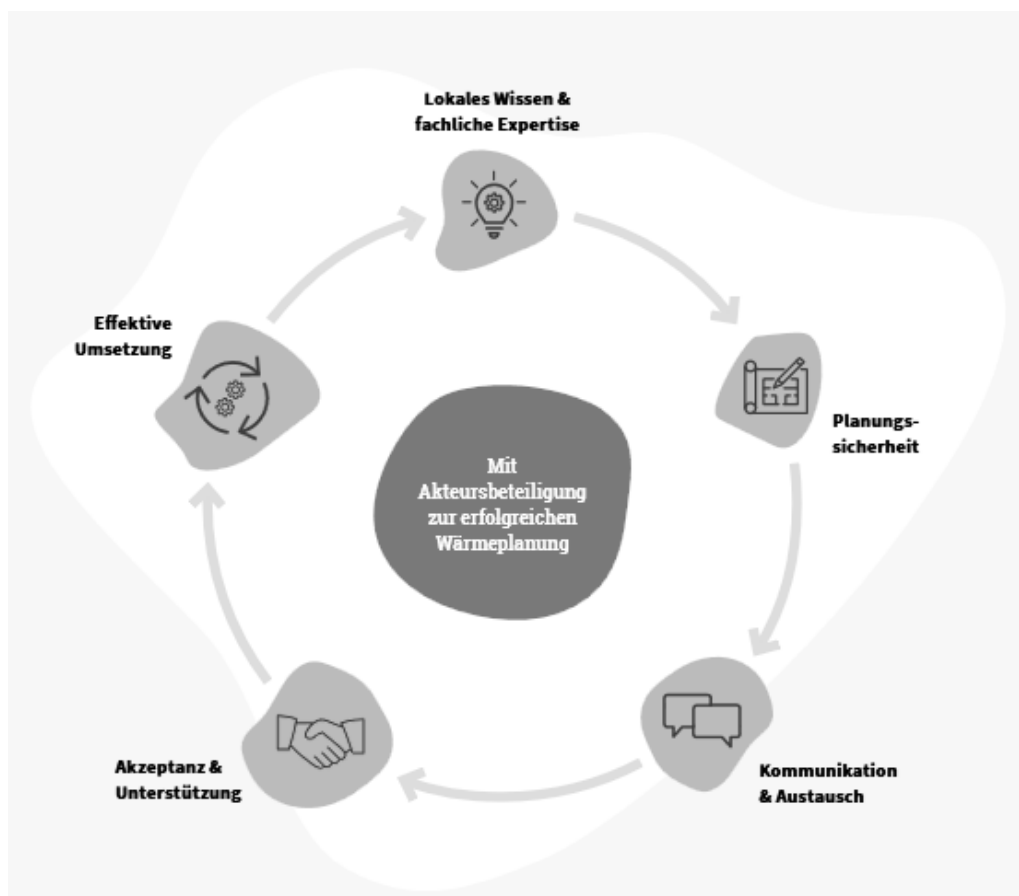 Lokales Wissen &
fachliche Expertise
Effektive
Umsetzung
Planungs-
sicherheit
Mit
Akteursbeteiligung
zur erfolgreichen
Wärmeplanung
Akzeptanz &
Unterstützung
Kommunikation
& Austausch